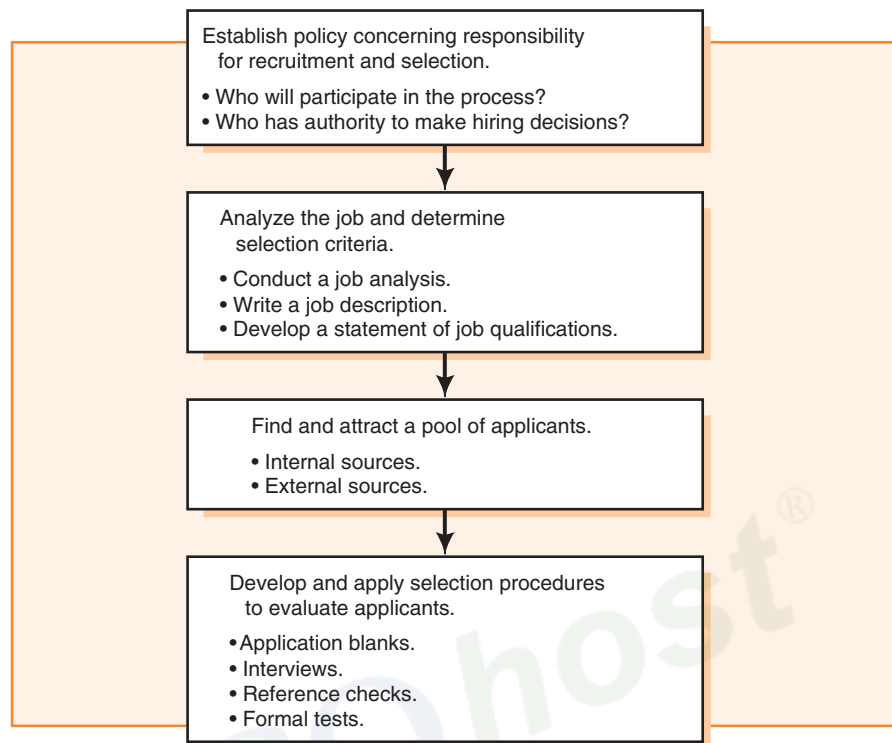 Establish policy concerning responsibility
for recruitment and selection.
• Who will participate in the process?
• Who has authority to make hiring decisions?
Analyze the job and determine
selection criteria.
• Conduct a job analysis.
• Write a job description.
• Develop a statement of job qualifications.
Find and attract a pool of applicants.
• Internal sources.
• External sources.
Develop and apply selection procedures
to evaluate applicants.
• Application blanks.
• Interviews.
• Reference checks.
• Formal tests.
host®